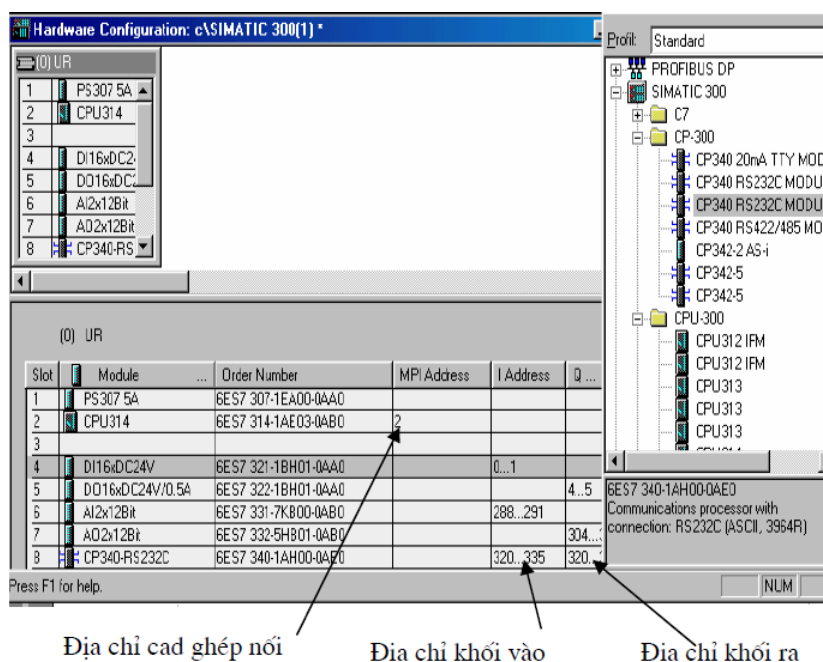 Hardware Configuration: c\SIMATIC 300(1) *
(0) UR
1 PS307 5A
2 CPU314
3
4 DI16xDC2
5 DO16xDC2
6 AI2x12Bit
7 AO2x12Bit
8 CP340-RS
(0) UR
Slot Module ... Order Number MPI Address I Address Q ...
1 PS307 5A 6ES7 307-1EA00-0AA0
2 CPU314 6ES7 314-1AE03-0AB0 2
3
4 DI16xDC24V 6ES7 321-1BH01-0AA0 0...1
5 DO16xDC24V/0.5A 6ES7 322-1BH01-0AA0 4...5
6 AI2x12Bit 6ES7 331-7KB00-0AB0 288...291
7 AO2x12Bit 6ES7 332-5HB01-0AB0 304...
8 CP340-RS232C 6ES7 340-1AH00-0AE0 320...335 320...
Press F1 for help.
NUM
Profil: Standard
PROFIBUS DP
SIMATIC 300
C7
CP-300
CP340 20mA TTY MOD
CP340 RS232C MODU
CP340 RS232C MODU
CP340 RS422/485 MO
CP342-2 AS-i
CP342-5
CP342-5
CPU-300
CPU312 IFM
CPU312 IFM
CPU313
CPU313
CPU313
6ES7 340-1AH00-0AE0
Communications processor with
connection: RS232C (ASCII, 3964R)
Địa chỉ cad ghép nối
Địa chỉ khối vào
Địa chỉ khối ra